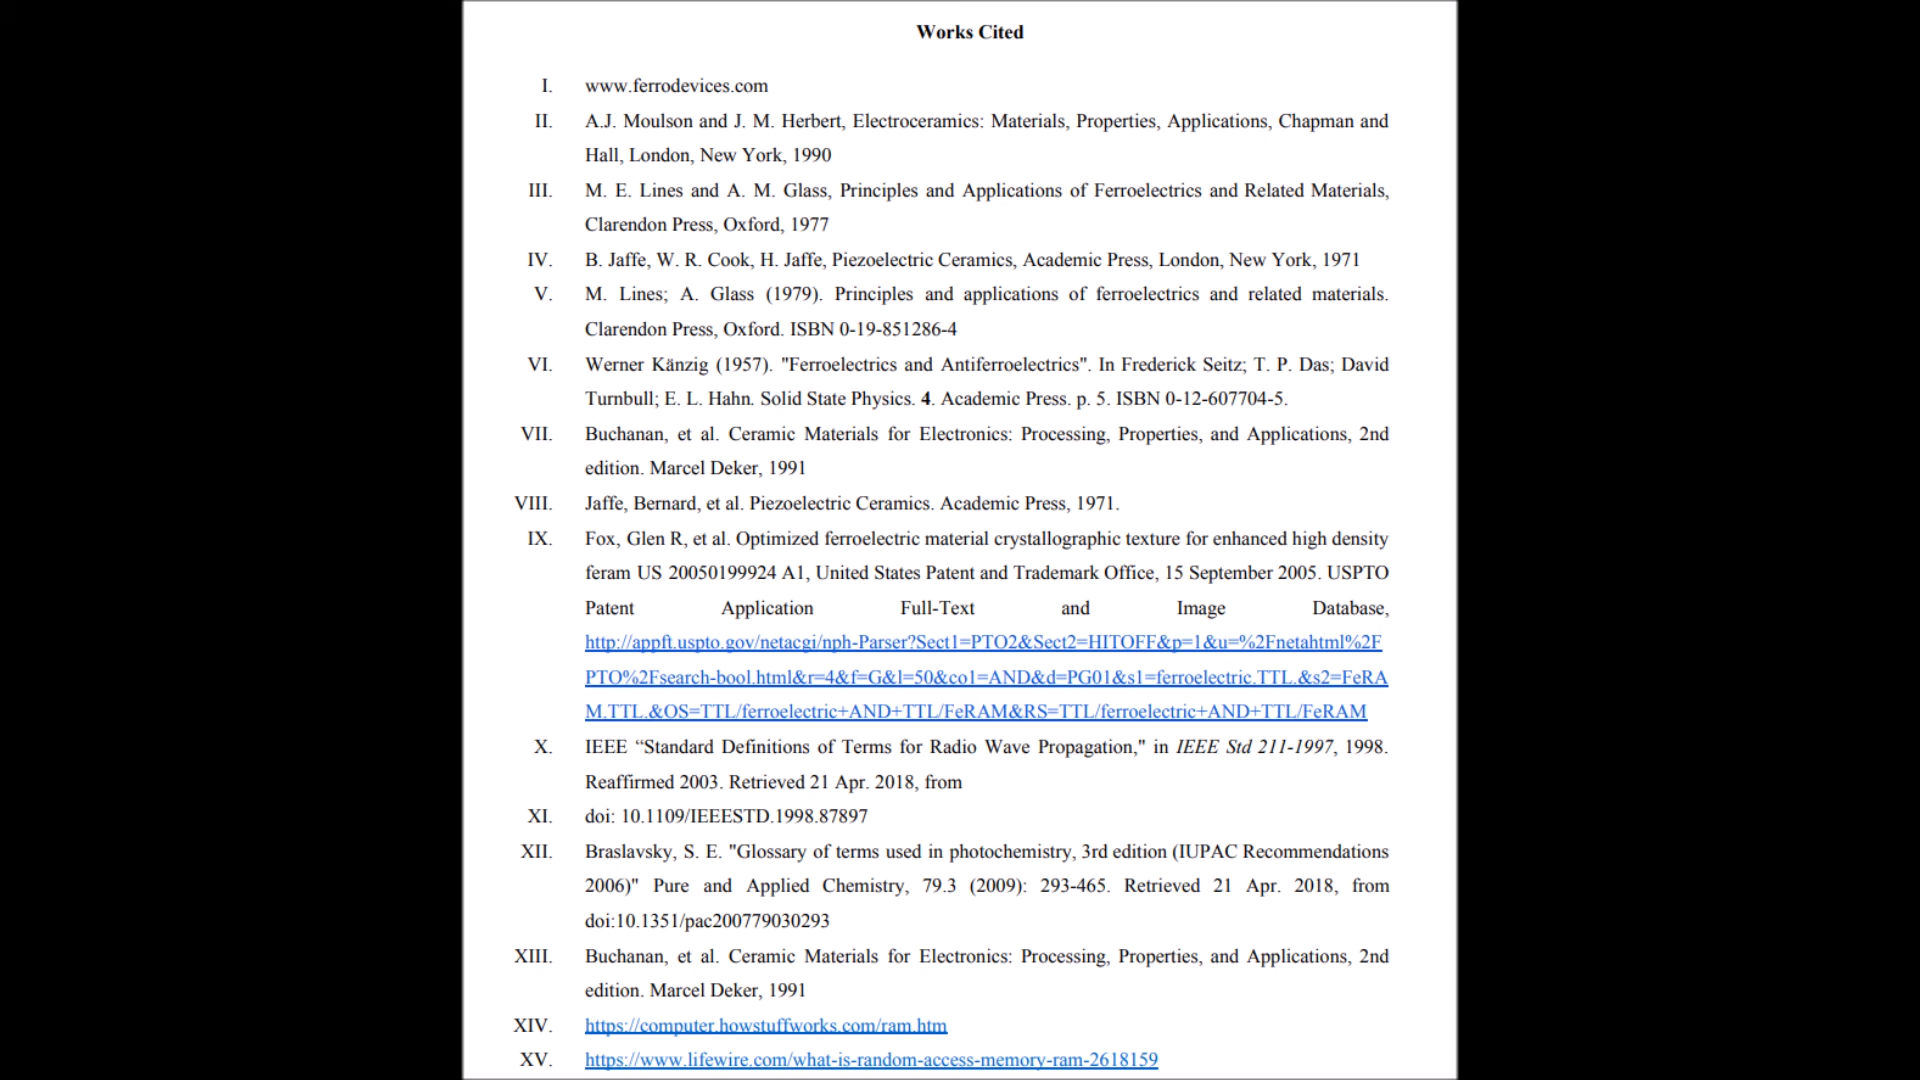 Works Cited
I. www.ferrodevices.com
II. A.J. Moulson and J. M. Herbert, Electroceramics: Materials, Properties, Applications, Chapman and
Hall, London, New York, 1990
III. M. E. Lines and A. M. Glass, Principles and Applications of Ferroelectrics and Related Materials,
Clarendon Press, Oxford, 1977
IV. B. Jaffe, W. R. Cook, H. Jaffe, Piezoelectric Ceramics, Academic Press, London, New York, 1971
V. M. Lines; A. Glass (1979). Principles and applications of ferroelectrics and related materials.
Clarendon Press, Oxford. ISBN 0-19-851286-4
VI. Werner Känzig (1957). "Ferroelectrics and Antiferroelectrics". In Frederick Seitz; T. P. Das; David
Turnbull; E. L. Hahn. Solid State Physics. 4. Academic Press. p. 5. ISBN 0-12-607704-5.
VII. Buchanan, et al. Ceramic Materials for Electronics: Processing, Properties, and Applications, 2nd
edition. Marcel Deker, 1991
VIII. Jaffe, Bernard, et al. Piezoelectric Ceramics. Academic Press, 1971.
IX. Fox, Glen R, et al. Optimized ferroelectric material crystallographic texture for enhanced high density
feram US 20050199924 A1, United States Patent and Trademark Office, 15 September 2005. USPTO
Patent Application Full-Text and Image Database,
http://appft.uspto.gov/netacgi/nph-Parser?Sect1=PTO2&Sect2=HITOFF&p=1&u=%2Fnetahtml%2F
PTO%2Fsearch-bool.html&r=4&f=G&l=50&co1=AND&d=PG01&s1=ferroelectric.TTL.&s2=FeRA
M.TTL.&OS=TTL/ferroelectric+AND+TTL/FeRAM&RS=TTL/ferroelectric+AND+TTL/FeRAM
X. IEEE “Standard Definitions of Terms for Radio Wave Propagation," in IEEE Std 211-1997, 1998.
Reaffirmed 2003. Retrieved 21 Apr. 2018, from
XI. doi: 10.1109/IEEESTD.1998.87897
XII. Braslavsky, S. E. "Glossary of terms used in photochemistry, 3rd edition (IUPAC Recommendations
2006)" Pure and Applied Chemistry, 79.3 (2009): 293-465. Retrieved 21 Apr. 2018, from
doi:10.1351/pac200779030293
XIII. Buchanan, et al. Ceramic Materials for Electronics: Processing, Properties, and Applications, 2nd
edition. Marcel Deker, 1991
XIV. https://computer.howstuffworks.com/ram.htm
XV. https://www.lifewire.com/what-is-random-access-memory-ram-2618159